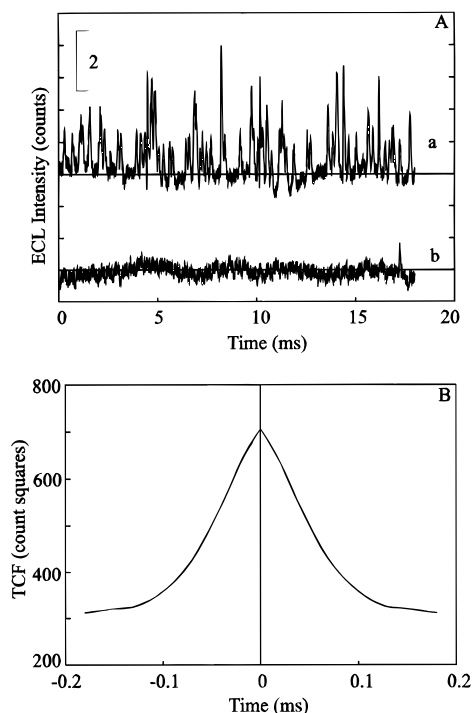 A
2
a
b
ECL Intensity (counts)
0
5
10
15
20
Time (ms)
B
800
600
400
200
TCF (count squares)
-0.2
-0.1
0
0.1
0.2
Time (ms)